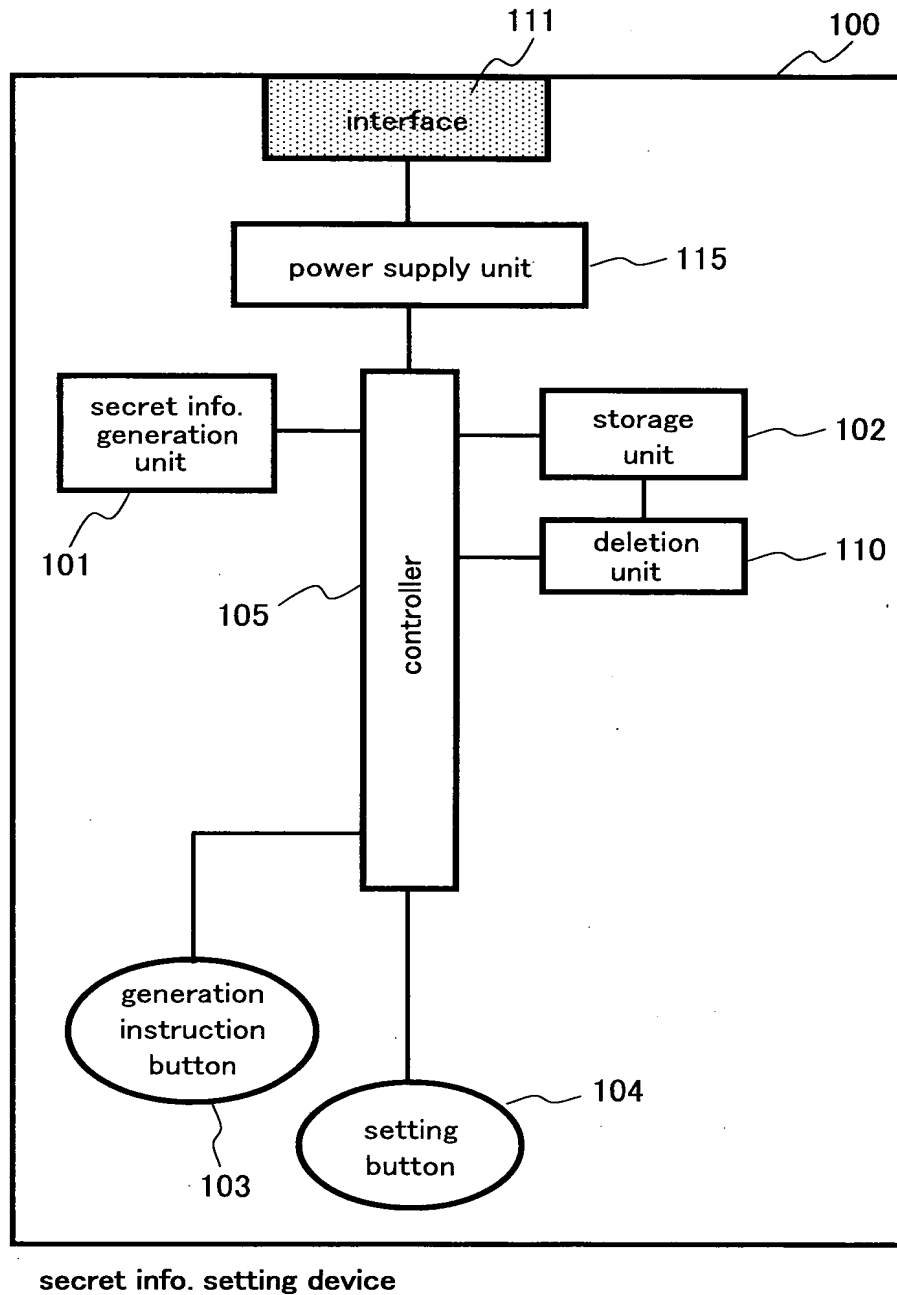 111
100
interface
power supply unit
115
secret info.
generation
unit
101
storage
unit
102
deletion
unit
110
controller
105
generation
instruction
button
103
setting
button
104
secret info. setting device